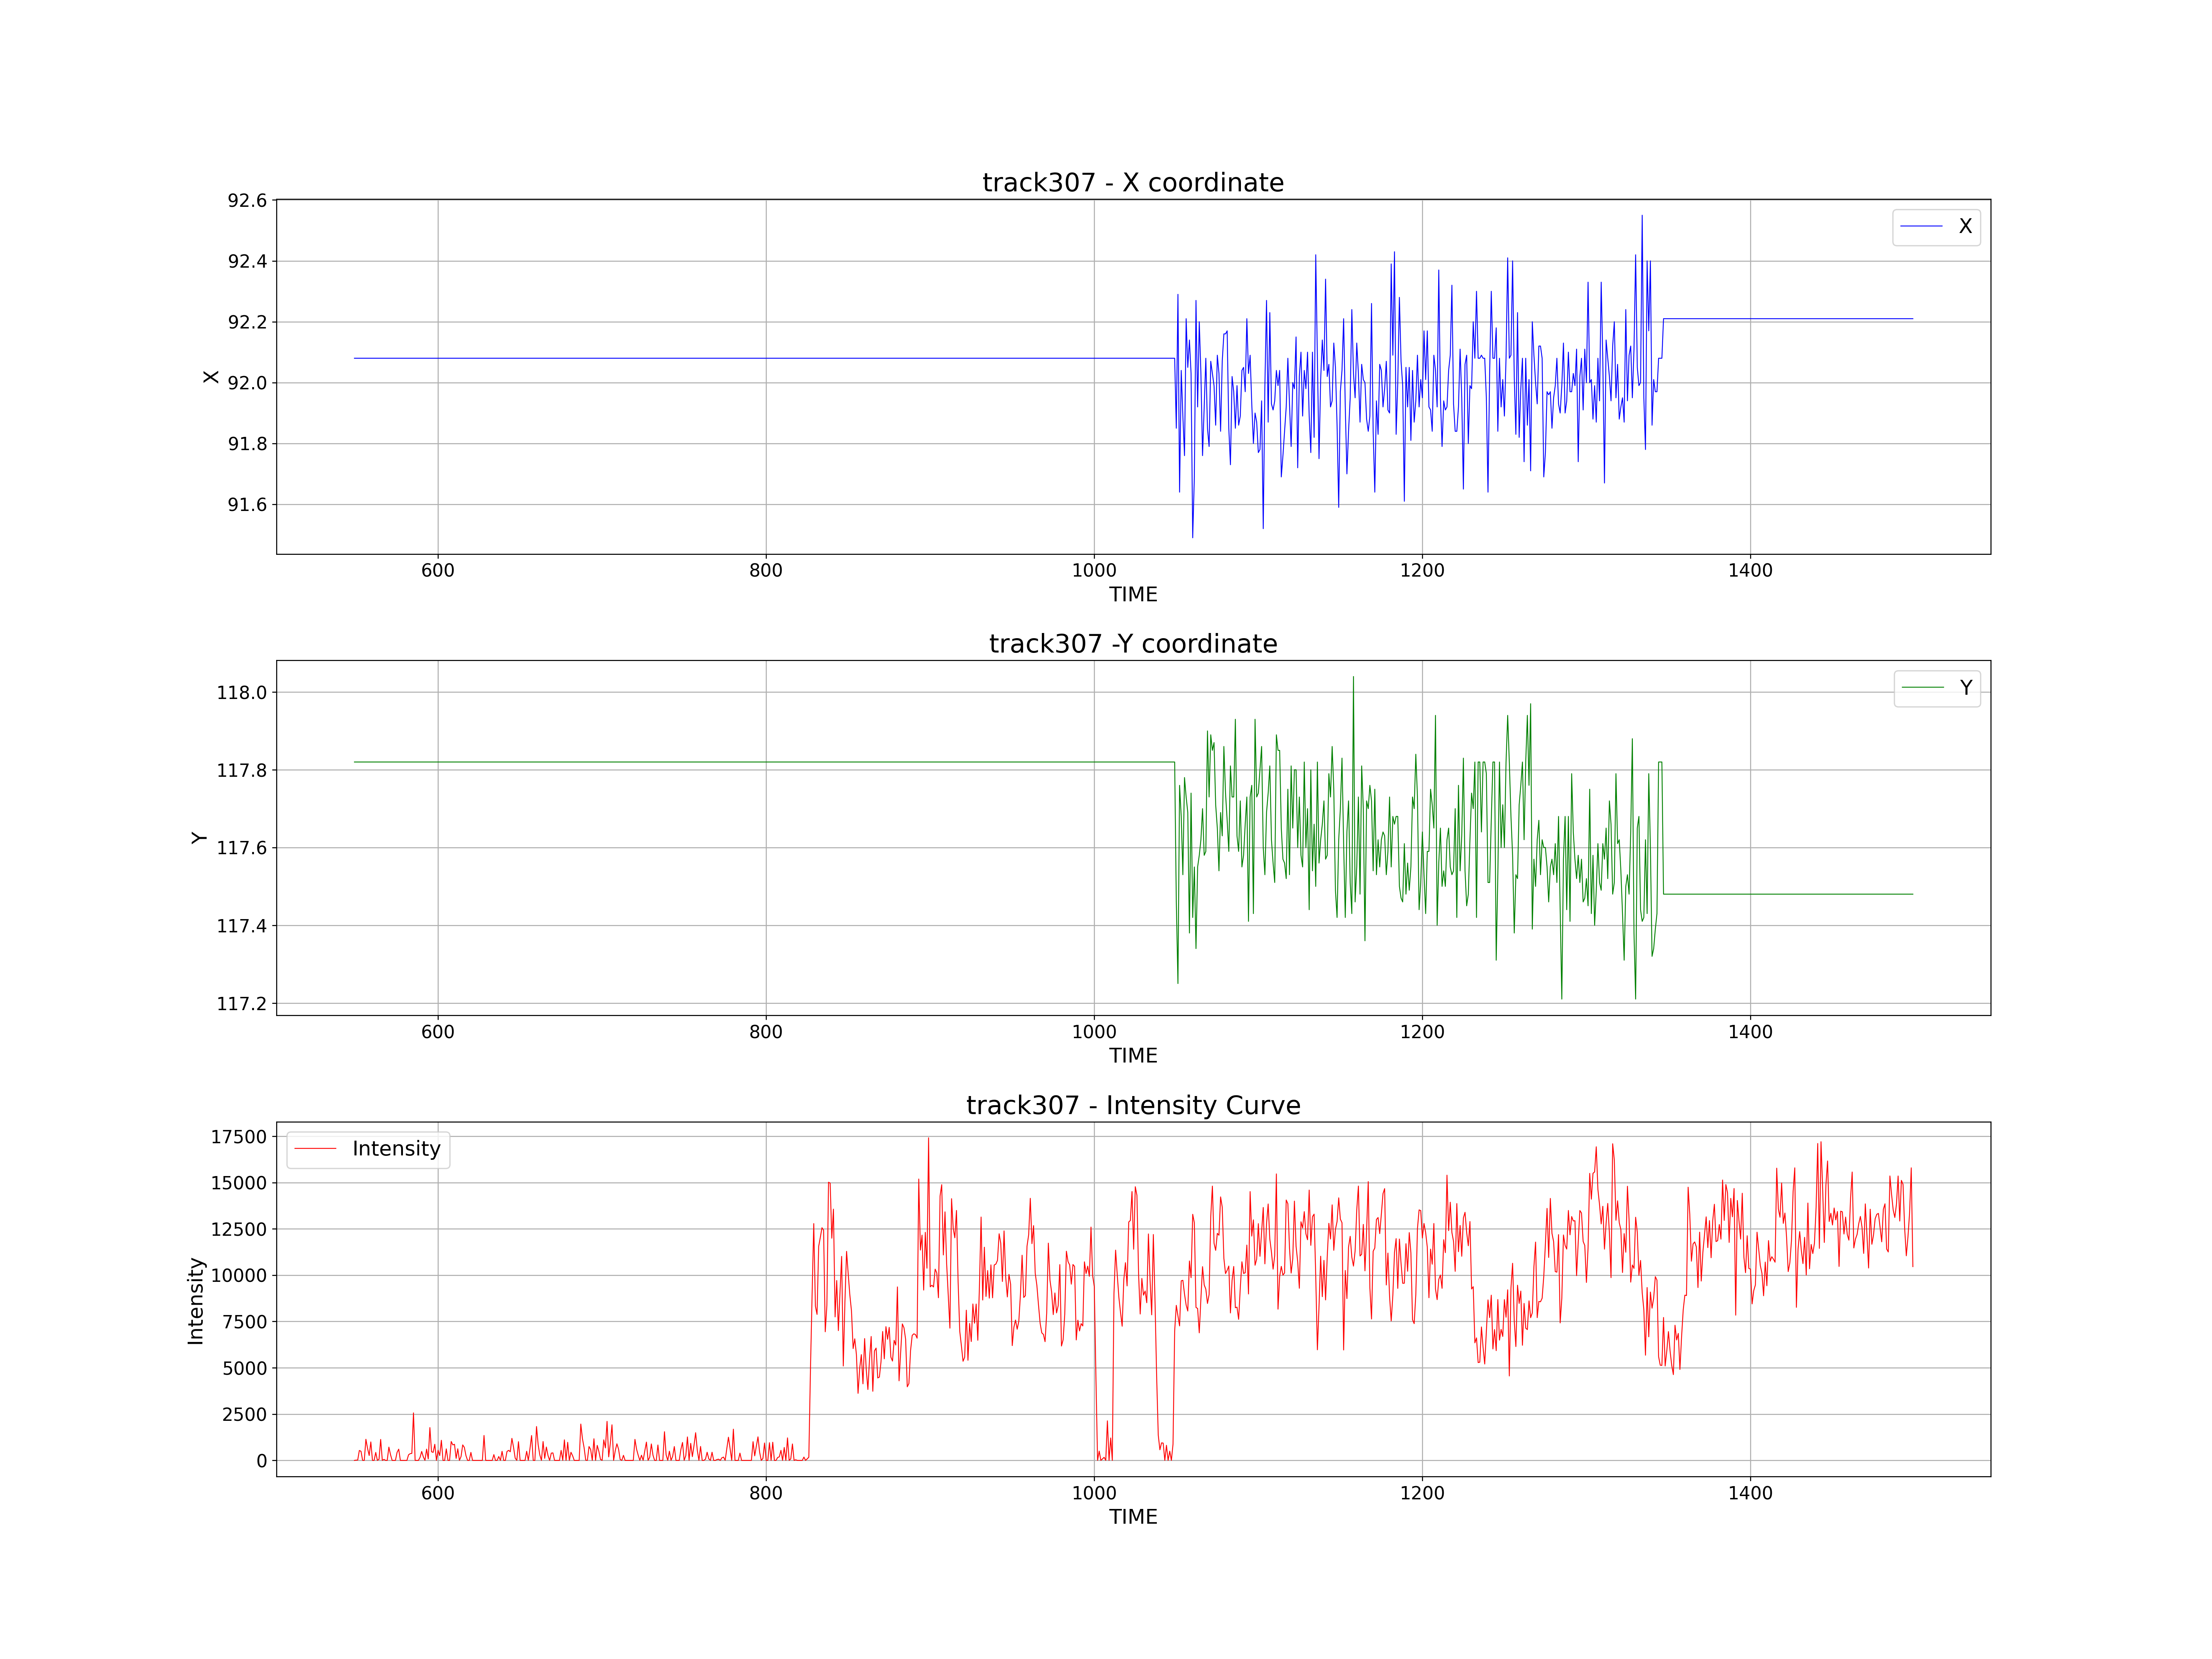 track307 - X coordinate
92.6
92.4
92.2
92.0
91.8
91.6
X
X
600 800 1000 1200 1400
TIME
track307 -Y coordinate
118.0
117.8
117.6
117.4
117.2
Y
Y
600 800 1000 1200 1400
TIME
track307 - Intensity Curve
17500
15000
12500
10000
7500
5000
2500
0
Intensity
Intensity
600 800 1000 1200 1400
TIME